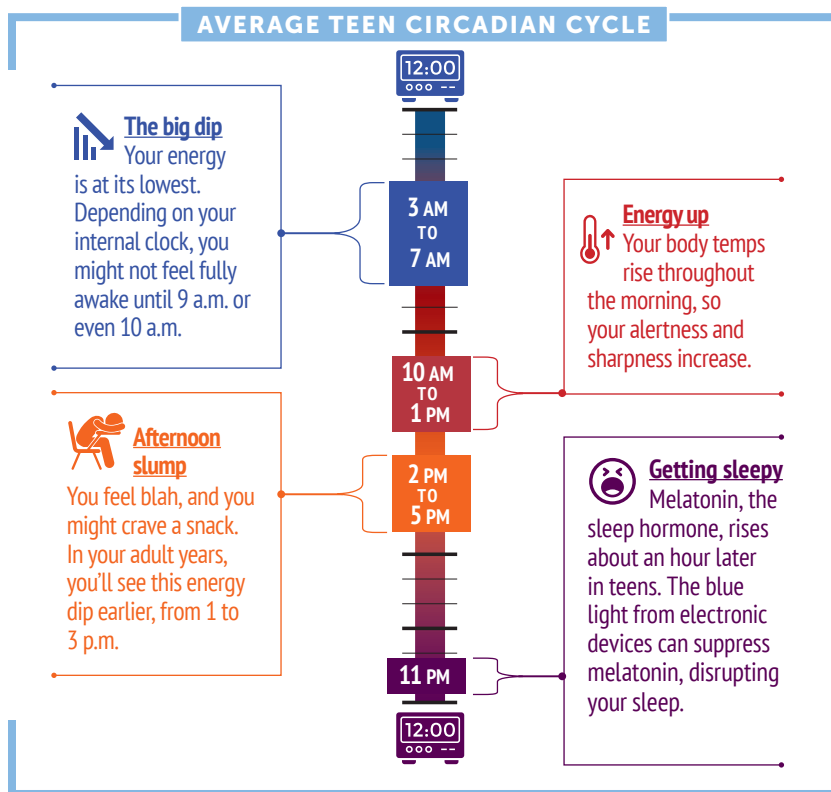 AVERAGE TEEN CIRCADIAN CYCLE
12:00
The big dip
Your energy
is at its lowest.
Depending on your
internal clock, you
might not feel fully
awake until 9 a.m. or
even 10 a.m.
3 AM
TO
7 AM
Energy up
Your body temps
rise throughout
the morning, so
your alertness and
sharpness increase.
10 AM
TO
1 PM
Afternoon
slump
You feel blah, and you
might crave a snack.
In your adult years,
you'll see this energy
dip earlier, from 1 to
3 p.m.
2 PM
TO
5 PM
Getting sleepy
Melatonin, the
sleep hormone, rises
about an hour later
in teens. The blue
light from electronic
devices can suppress
melatonin, disrupting
your sleep.
11 PM
12:00